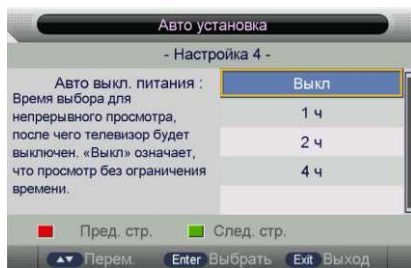 Авто установка
- Настройка 4 -
Авто выкл. питания :
Время выбора для
непрерывного просмотра,
после чего телевизор будет
выключен. «Выкл» означает,
что просмотр без ограничения
времени.
Выкл
1 ч
2 ч
4 ч
Пред. стр.
След. стр.
Перем.
Enter Выбрать
Exit Выход